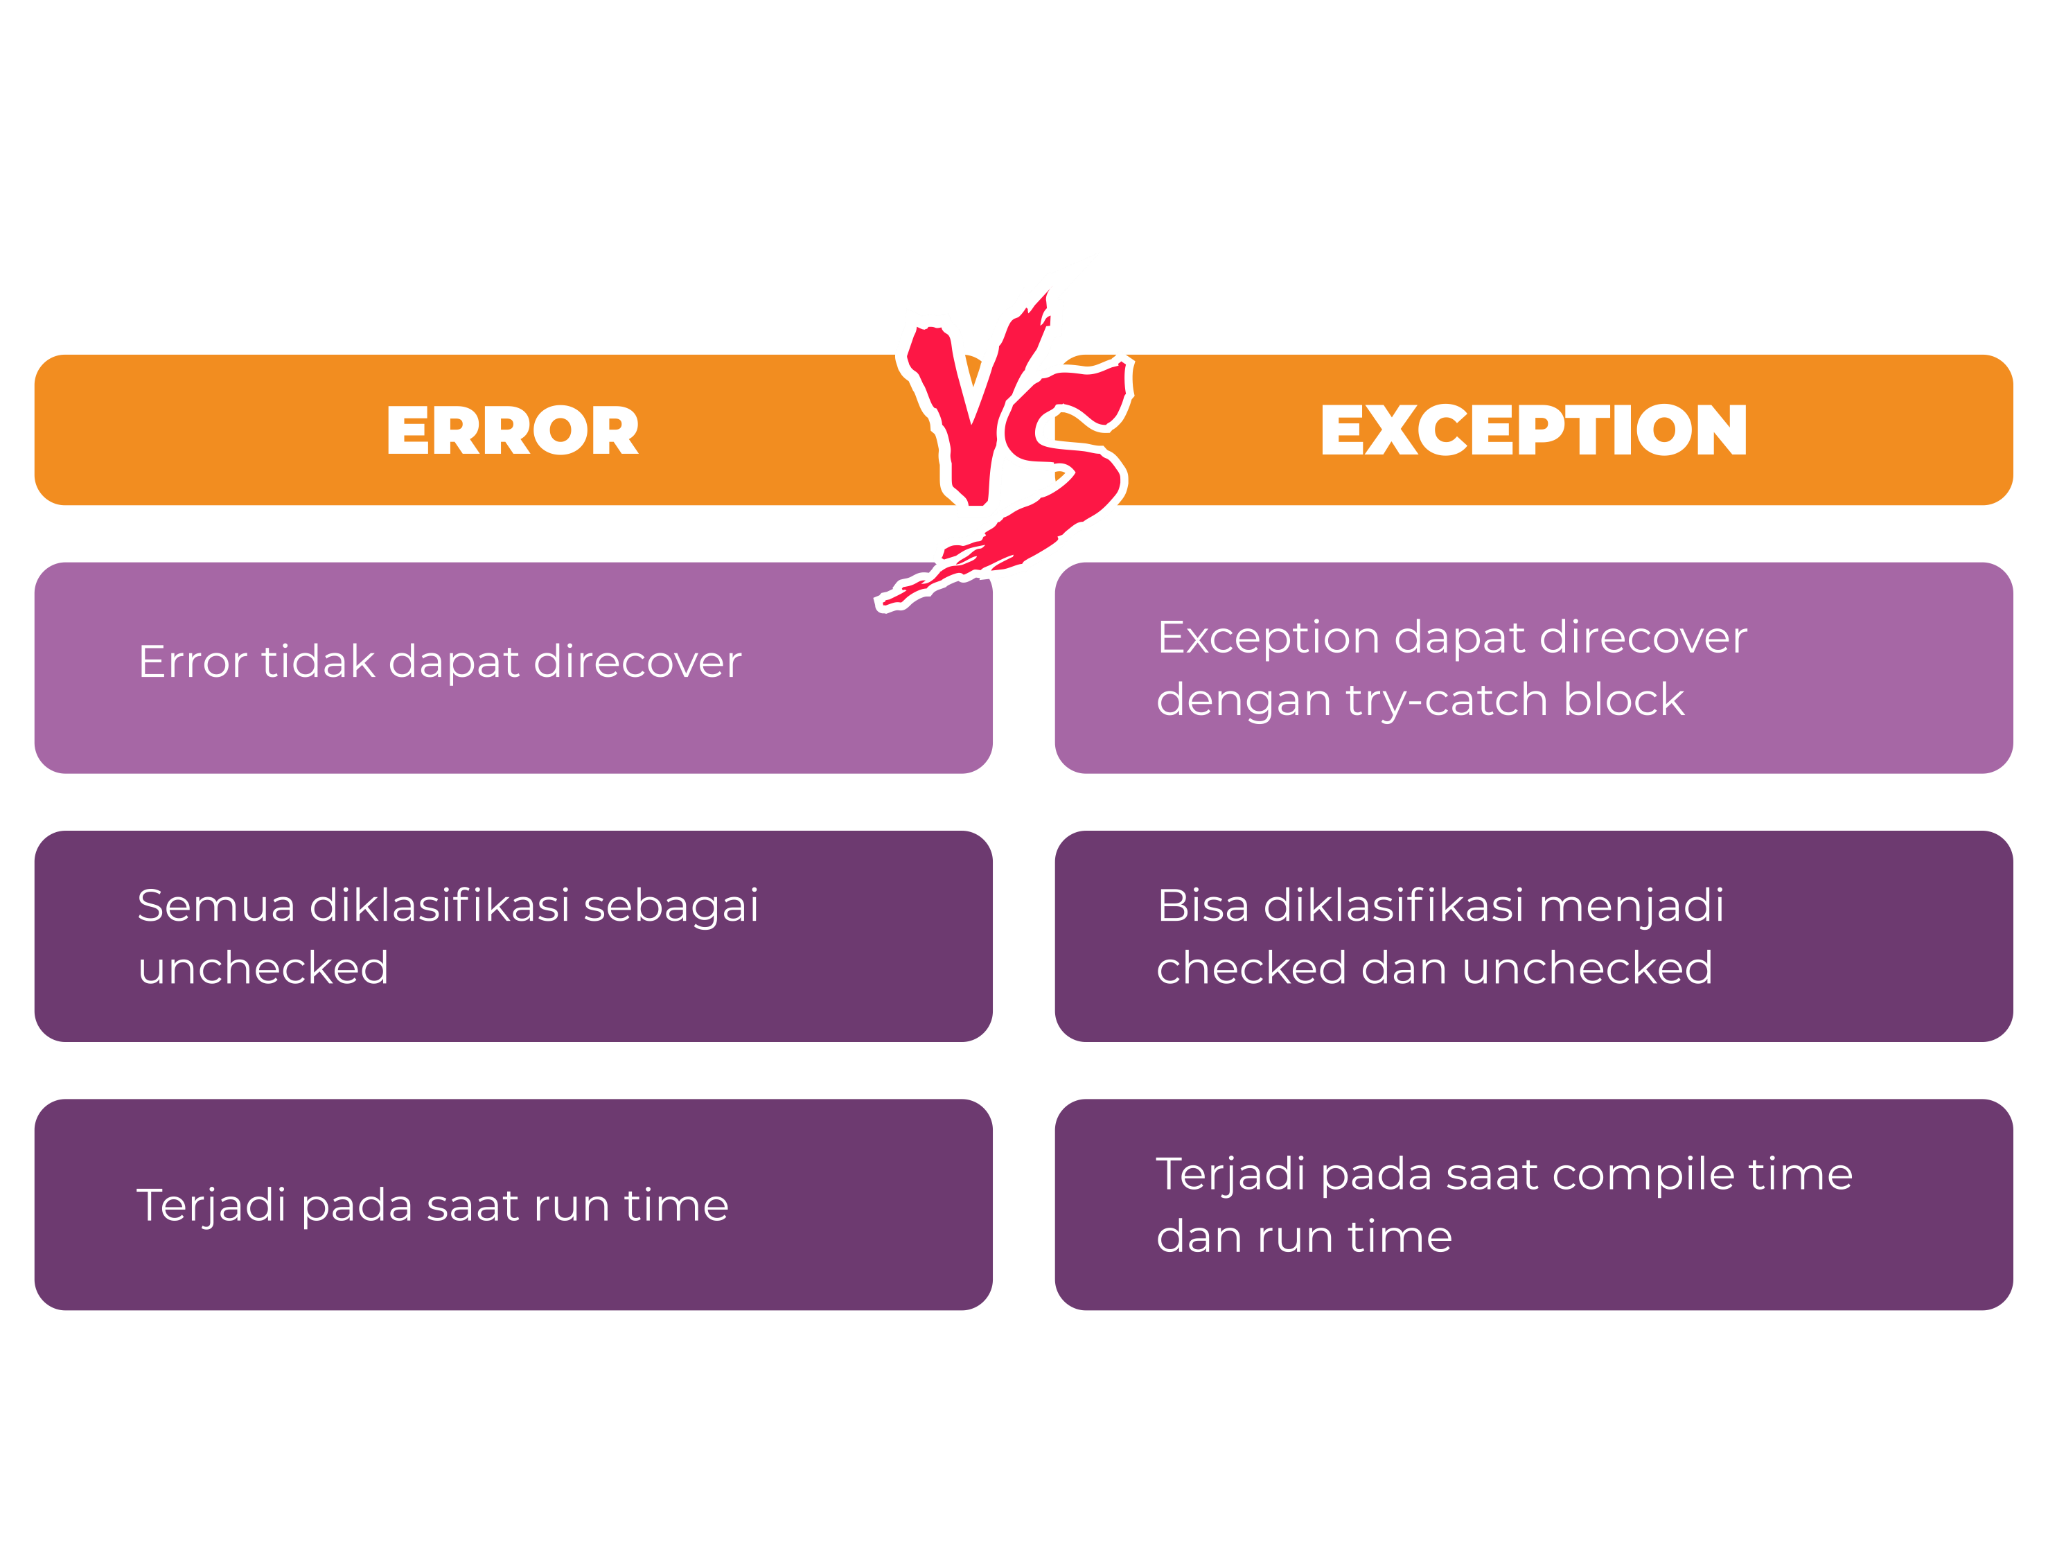 ERROR
VS
EXCEPTION
Error tidak dapat direcover
Exception dapat direcover
dengan try-catch block
Semua diklasifikasi sebagai
unchecked
Bisa diklasifikasi menjadi
checked dan unchecked
Terjadi pada saat run time
Terjadi pada saat compile time
dan run time